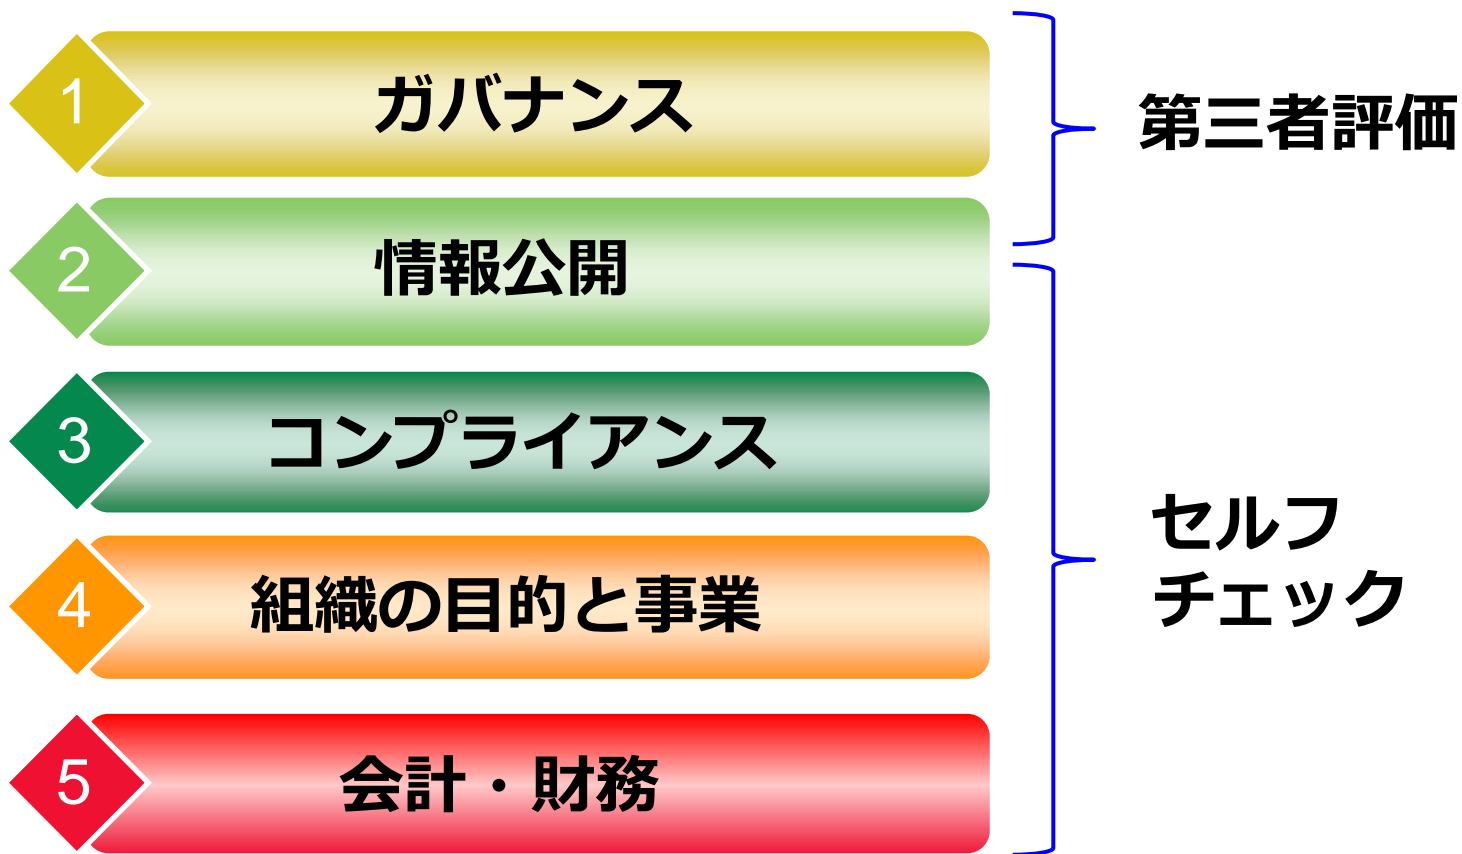 1
ガバナンス
第三者評価
2
情報公開
3
コンプライアンス
セルフ
チェック
4
組織の目的と事業
5
会計・財務